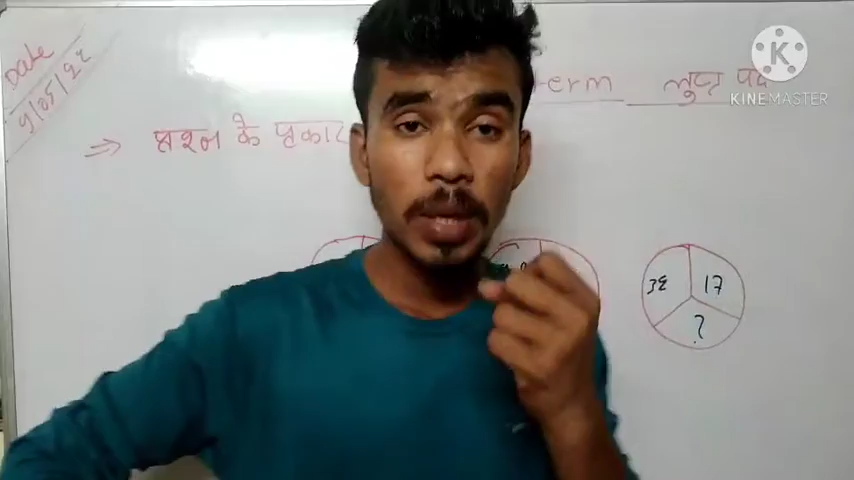 Date
9/05/22
erm लुप्त पद
K
KINEMASTER
⇒ प्रश्न के प्रकार
17
?